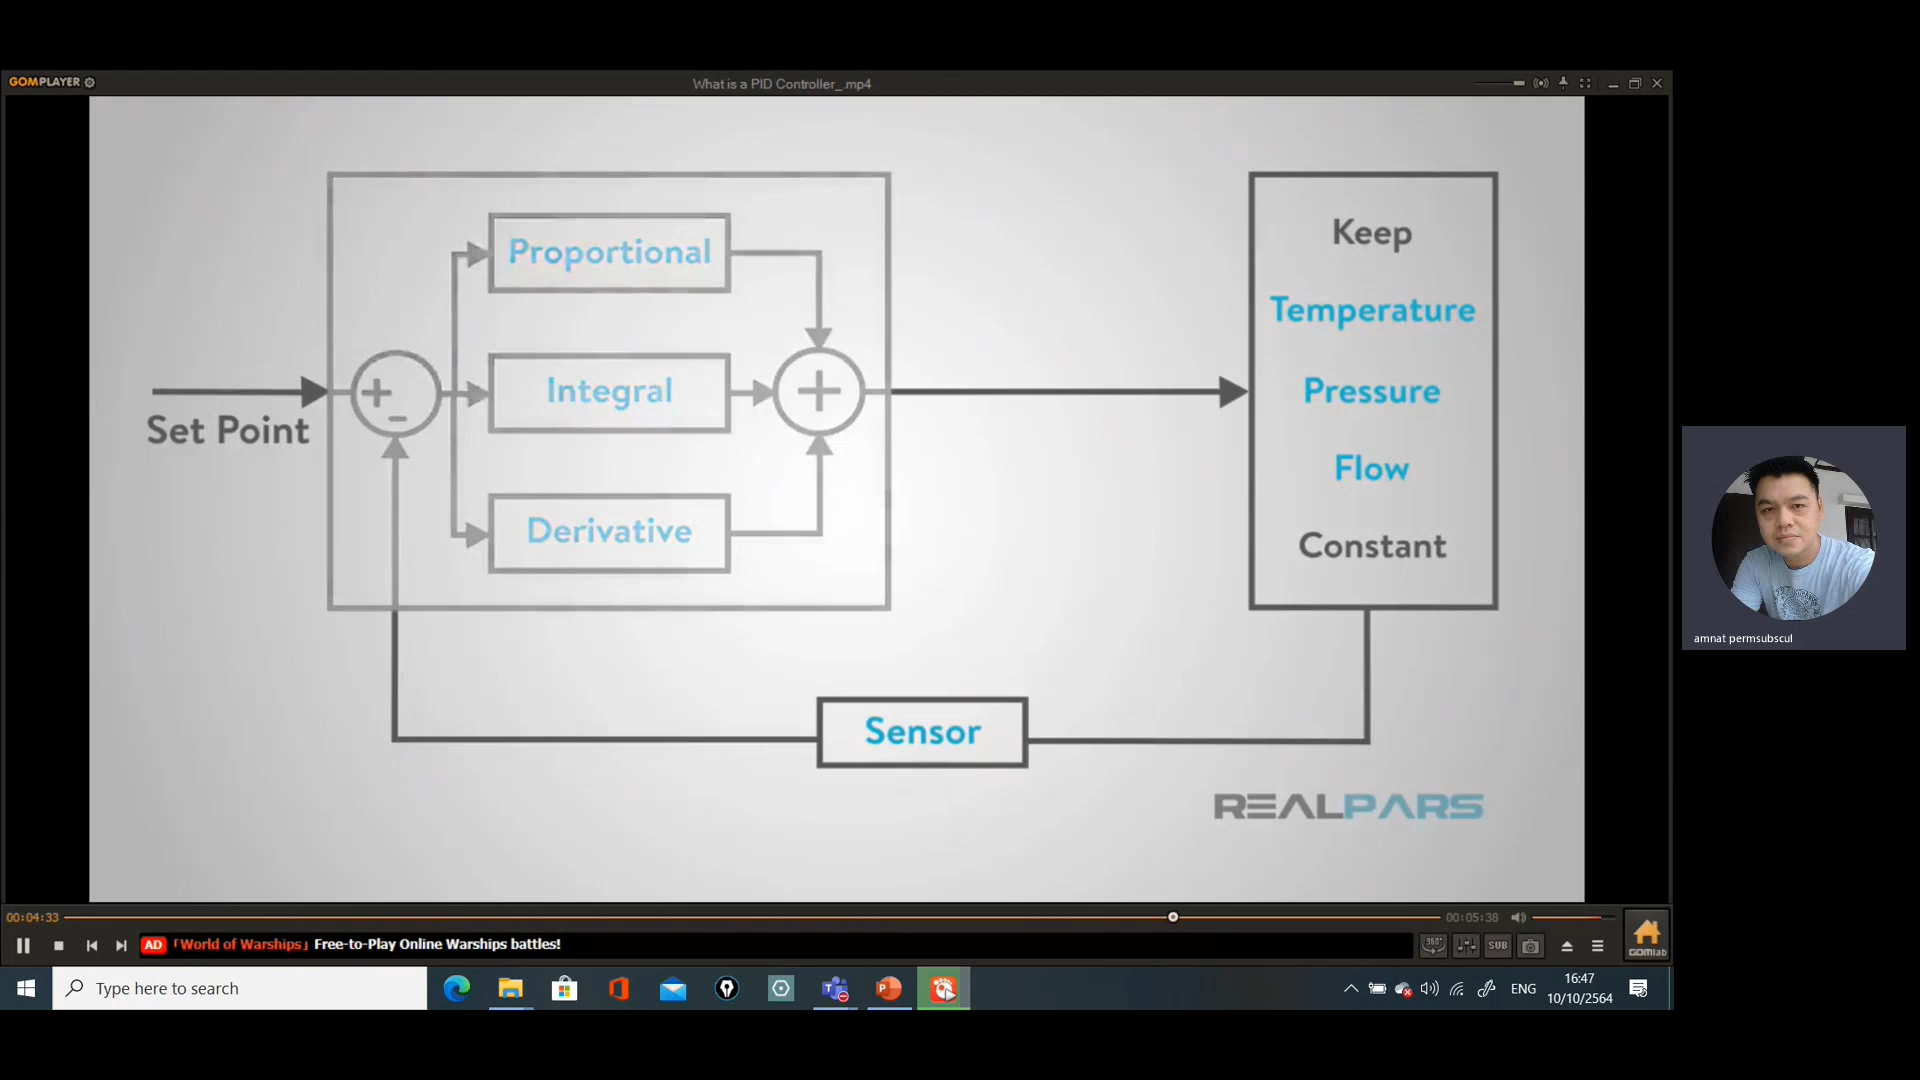 GOMPLAYER
What is a PID Controller_.mp4
Proportional
Integral
Derivative
+
-
+
Set Point
Keep
Temperature
Pressure
Flow
Constant
Sensor
REALPARS
amnat permsubscul
00:04:33
00:05:38
AD 「World of Warships」 Free-to-Play Online Warships battles!
360°
SUB
GOMlab
Type here to search
ENG
16:47
10/10/2564